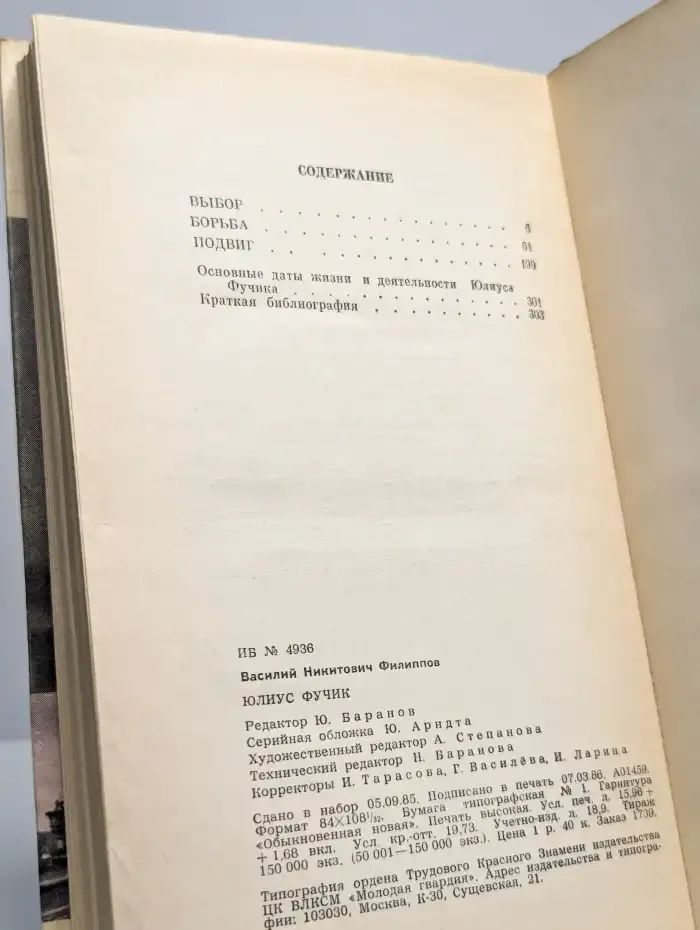 СОДЕРЖАНИЕ
ВЫБОР . . . . . . . . . . . . . . 6
БОРЬБА . . . . . . . . . . . . . . 61
ПОДВИГ . . . . . . . . . . . . . . 199
Основные даты жизни и деятельности Юлиуса
Фучика . . . . . . . . . . . . 301
Краткая библиография . . . . . . . . . 303
ИБ № 4936
Василий Никитович Филиппов
ЮЛИУС ФУЧИК
Редактор Ю. Баранов
Серийная обложка Ю. Арндта
Художественный редактор А. Степанова
Технический редактор Н. Баранова
Корректоры И. Тарасова, Г. Василёва, И. Ларина
Сдано в набор 05.09.85. Подписано в печать 07.03.86. А01459.
Формат 84×108¹/₃₂. Бумага типографская № 1. Гарнитура
«Обыкновенная новая». Печать высокая. Усл. печ. л. 15,96 +
+ 1,68 вкл. Усл. кр.-отт. 19,73. Учетно-изд. л. 18,9. Тираж
150 000 экз. (50 001—150 000 экз.). Цена 1 р. 40 к. Заказ 1739.
Типография ордена Трудового Красного Знамени издательства
ЦК ВЛКСМ «Молодая гвардия». Адрес издательства и типогра-
фии: 103030, Москва, К-30, Сущевская, 21.